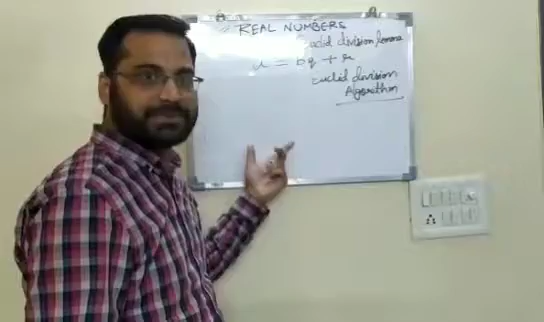 REAL NUMBERS
Euclid division lemma
a = bq + r
Euclid division
Algorithm